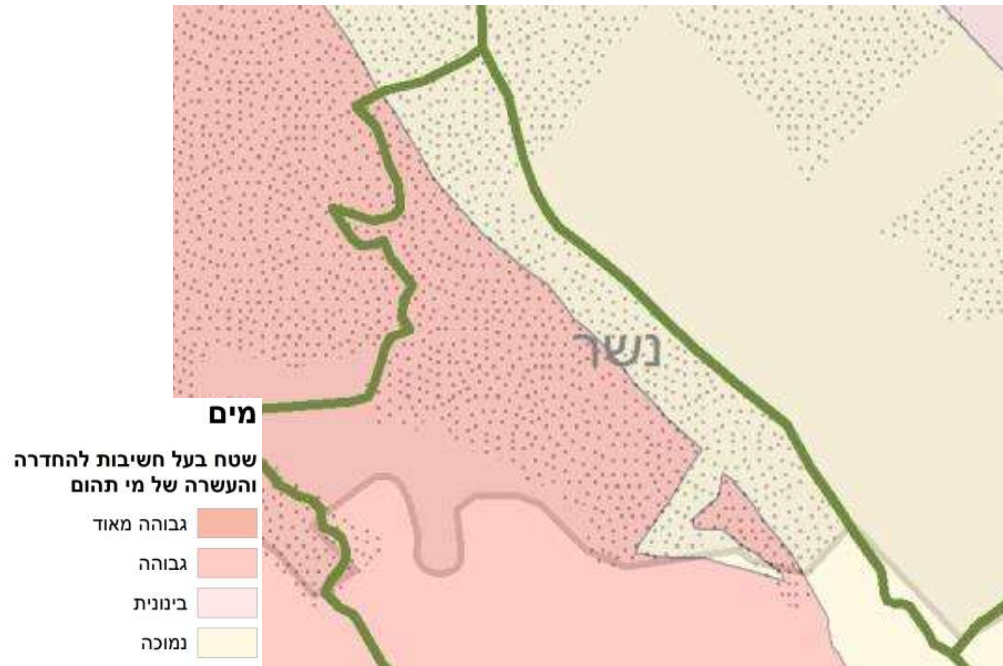 נשר
מים
שטח בעל חשיבות להחדרה
והעשרה של מי תהום
גבוהה מאוד
גבוהה
בינונית
נמוכה